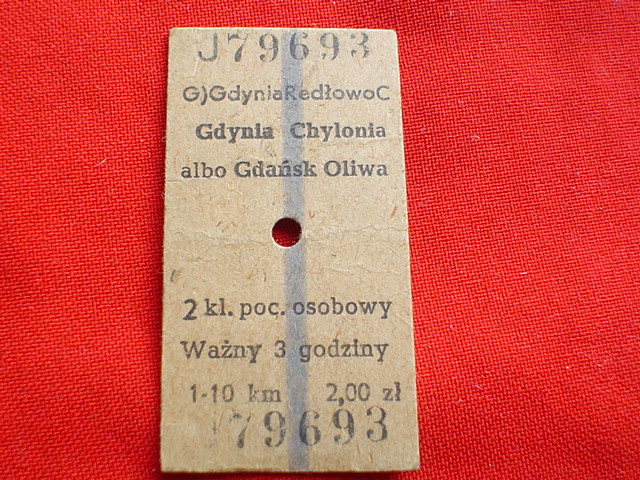 J79693
G)GdyniaRedłowoC
Gdynia Chylonia
albo Gdańsk Oliwa
2 kl. poc. osobowy
Ważny 3 godziny
1-10 km 2,00 zł
79693